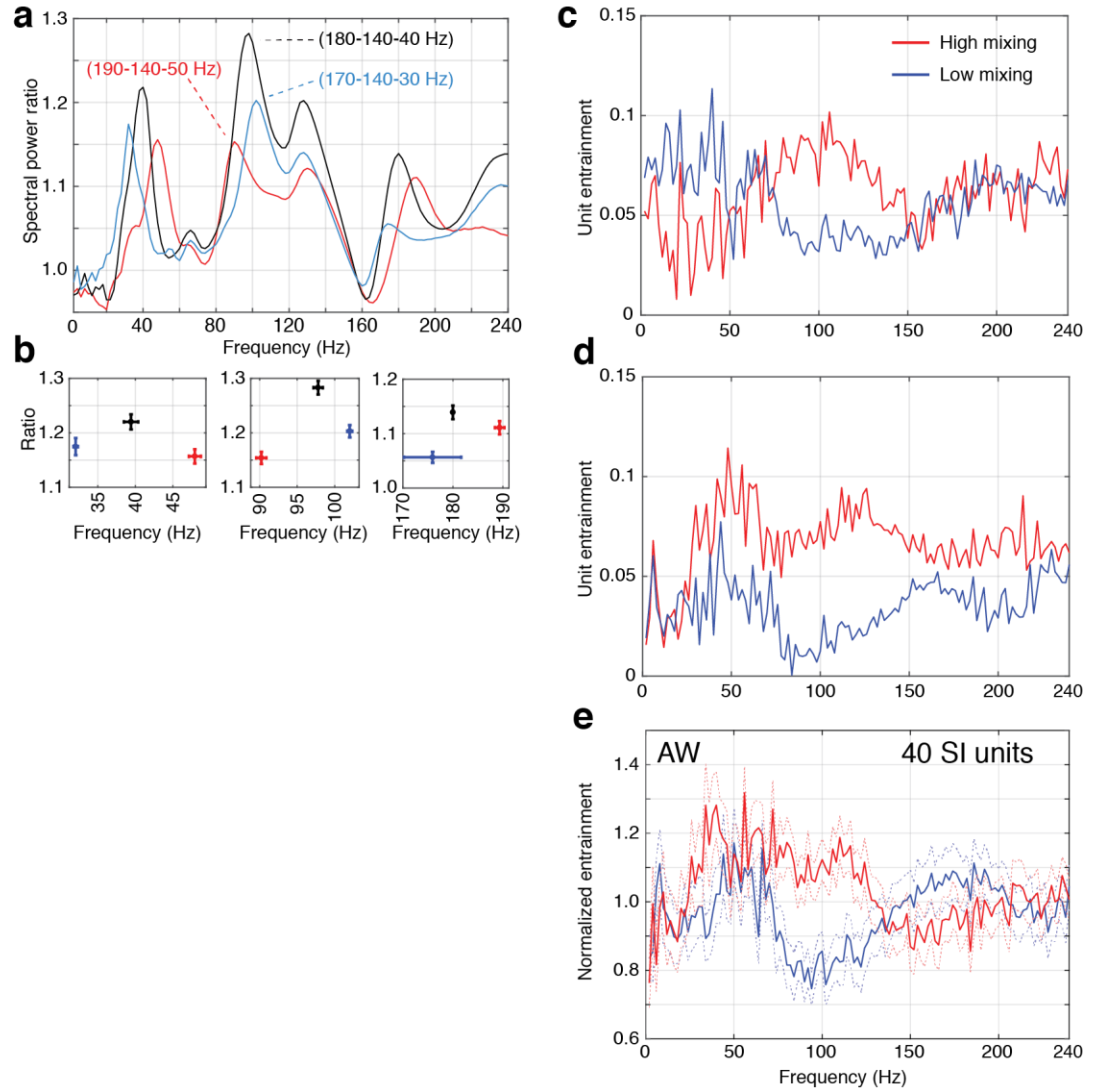 a
1.3
1.2
1.1
1.0
Spectral power ratio
(180-140-40 Hz)
(190-140-50 Hz)
(170-140-30 Hz)
0 40 80 120 160 200 240
Frequency (Hz)
b
1.3
1.2
1.1
Ratio
35 40 45
Frequency (Hz)
1.3
1.2
1.1
90 95 100
Frequency (Hz)
1.2
1.1
1.0
170 180 190
Frequency (Hz)
c
0.15
0.1
0.05
0
Unit entrainment
High mixing
Low mixing
0 50 100 150 200 240
d
0.15
0.1
0.05
0
Unit entrainment
0 50 100 150 200 240
e
AW 40 SI units
1.4
1.2
1.0
0.8
0.6
Normalized entrainment
0 50 100 150 200 240
Frequency (Hz)